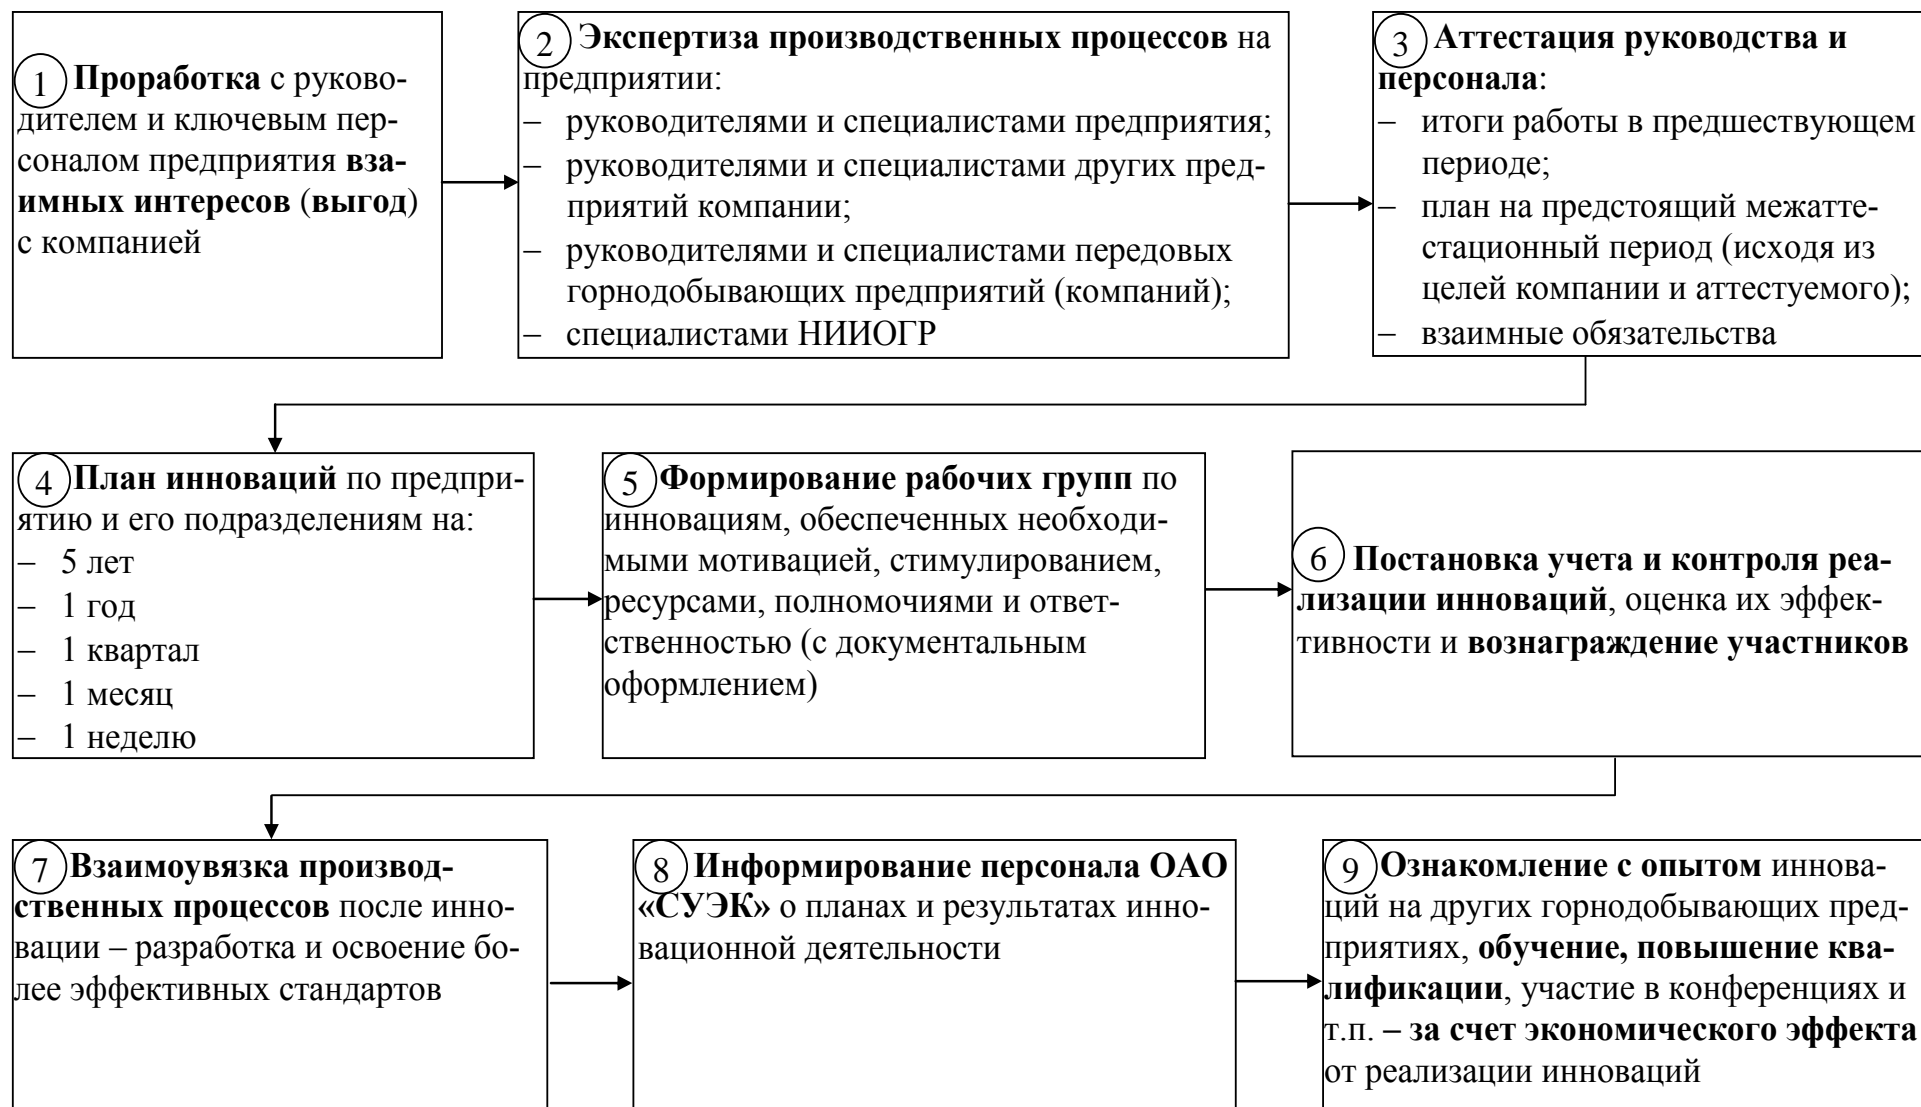 1 Проработка с руково-
дителем и ключевым пер-
соналом предприятия вза-
имных интересов (выгод)
с компанией
2 Экспертиза производственных процессов на
предприятии:
– руководителями и специалистами предприятия;
– руководителями и специалистами других пред-
приятий компании;
– руководителями и специалистами передовых
горнодобывающих предприятий (компаний);
– специалистами НИИОГР
3 Аттестация руководства и
персонала:
– итоги работы в предшествующем
периоде;
– план на предстоящий межатте-
стационный период (исходя из
целей компании и аттестуемого);
– взаимные обязательства
4 План инноваций по предпри-
ятию и его подразделениям на:
– 5 лет
– 1 год
– 1 квартал
– 1 месяц
– 1 неделю
5 Формирование рабочих групп по
инновациям, обеспеченных необходи-
мыми мотивацией, стимулированием,
ресурсами, полномочиями и ответ-
ственностью (с документальным
оформлением)
6 Постановка учета и контроля реа-
лизации инноваций, оценка их эффек-
тивности и вознаграждение участников
7 Взаимоувязка производ-
ственных процессов после инно-
вации – разработка и освоение бо-
лее эффективных стандартов
8 Информирование персонала ОАО
«СУЭК» о планах и результатах инно-
вационной деятельности
9 Ознакомление с опытом иннова-
ций на других горнодобывающих пред-
приятиях, обучение, повышение ква-
лификации, участие в конференциях и
т.п. – за счет экономического эффекта
от реализации инноваций